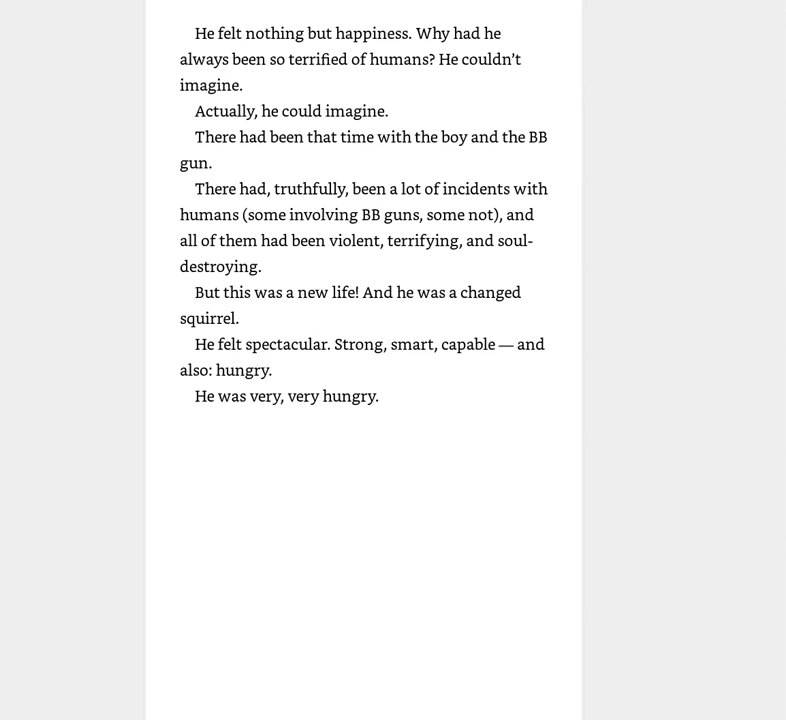 He felt nothing but happiness. Why had he
always been so terrified of humans? He couldn’t
imagine.
Actually, he could imagine.
There had been that time with the boy and the BB
gun.
There had, truthfully, been a lot of incidents with
humans (some involving BB guns, some not), and
all of them had been violent, terrifying, and soul-
destroying.
But this was a new life! And he was a changed
squirrel.
He felt spectacular. Strong, smart, capable — and
also: hungry.
He was very, very hungry.